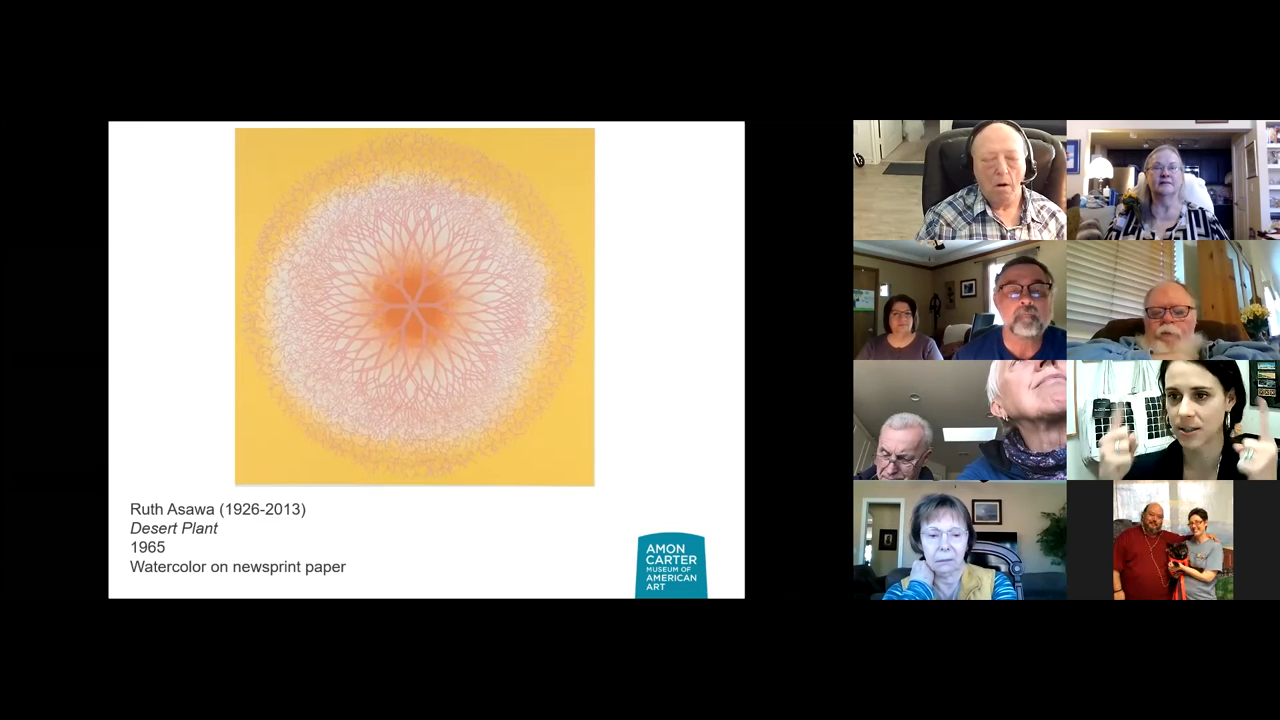 Ruth Asawa (1926-2013)
Desert Plant
1965
Watercolor on newsprint paper
AMON
CARTER
MUSEUM OF
AMERICAN
ART